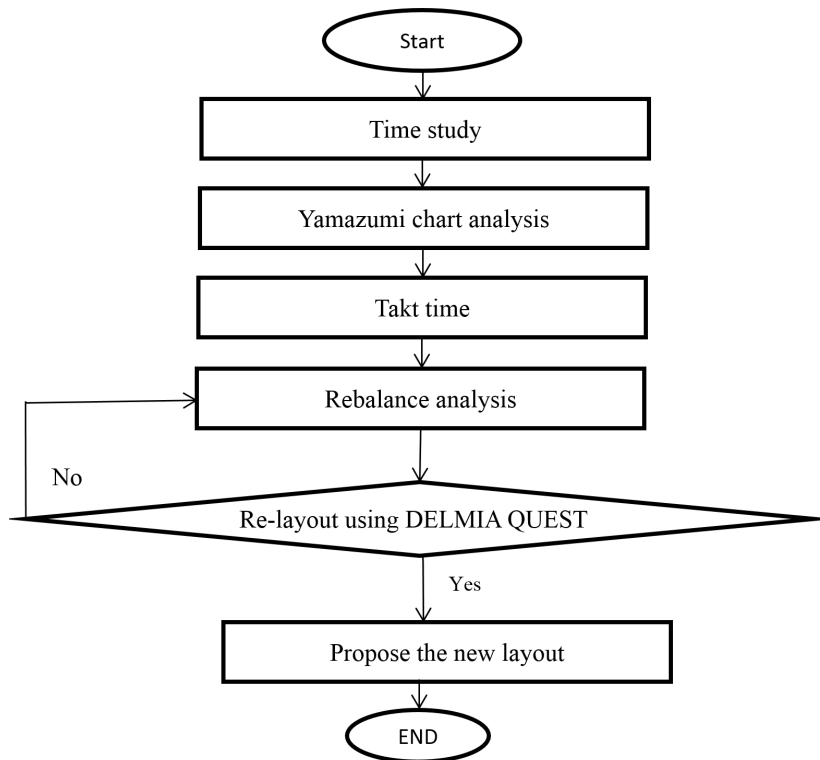 Start
Time study
Yamazumi chart analysis
Takt time
Rebalance analysis
No
Re-layout using DELMIA QUEST
Yes
Propose the new layout
END